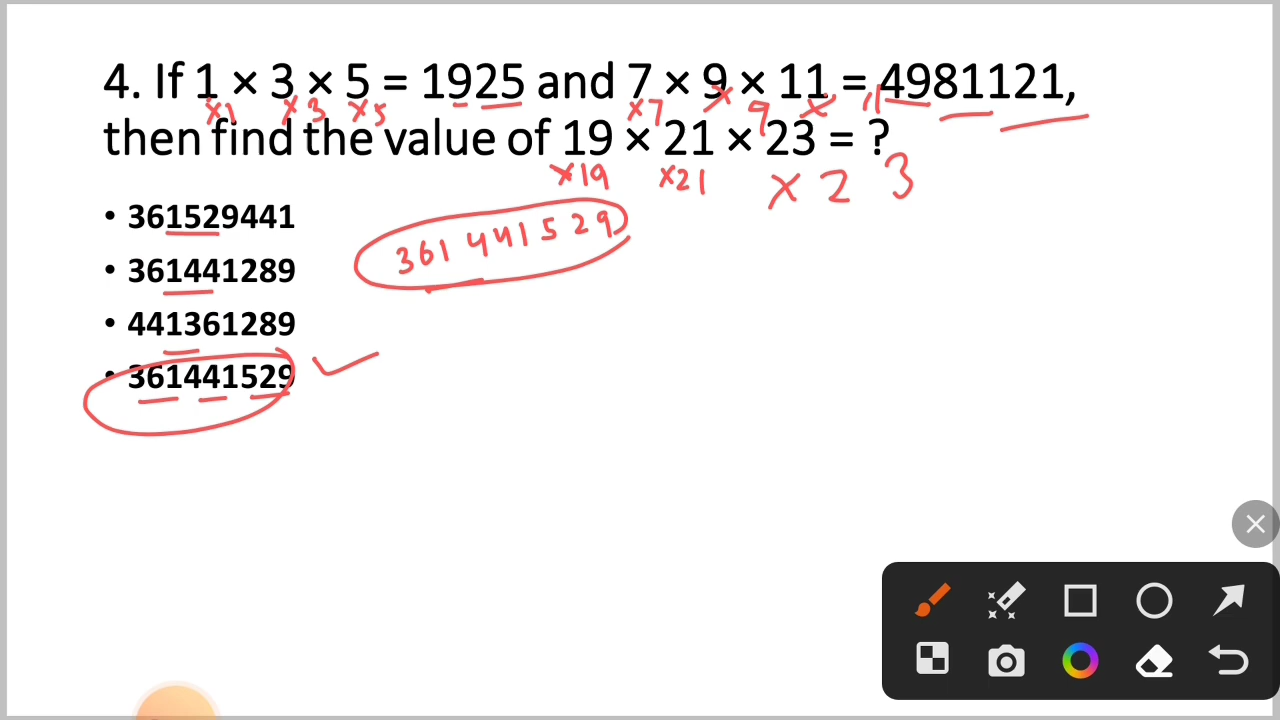 4. If 1 × 3 × 5 = 1925 and 7 × 9 × 11 = 4981121,
×1 ×3 ×5 ×7 × 9 × 11
then find the value of 19 × 21 × 23 = ?
×19 ×21 × 23
• 361529441
361441529
• 361441289
• 441361289
• 361441529